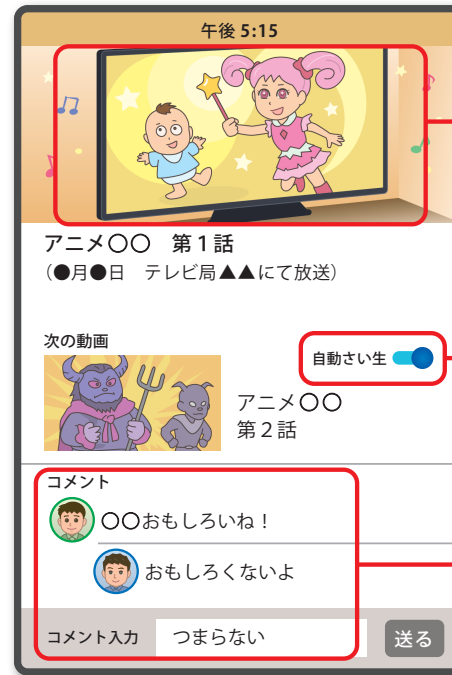 午後 5:15
アニメ〇〇　第１話
（●月●日　テレビ局▲▲にて放送）
次の動画
自動さい生
アニメ〇〇
第２話
コメント
〇〇おもしろいね！
おもしろくないよ
コメント入力　つまらない　送る